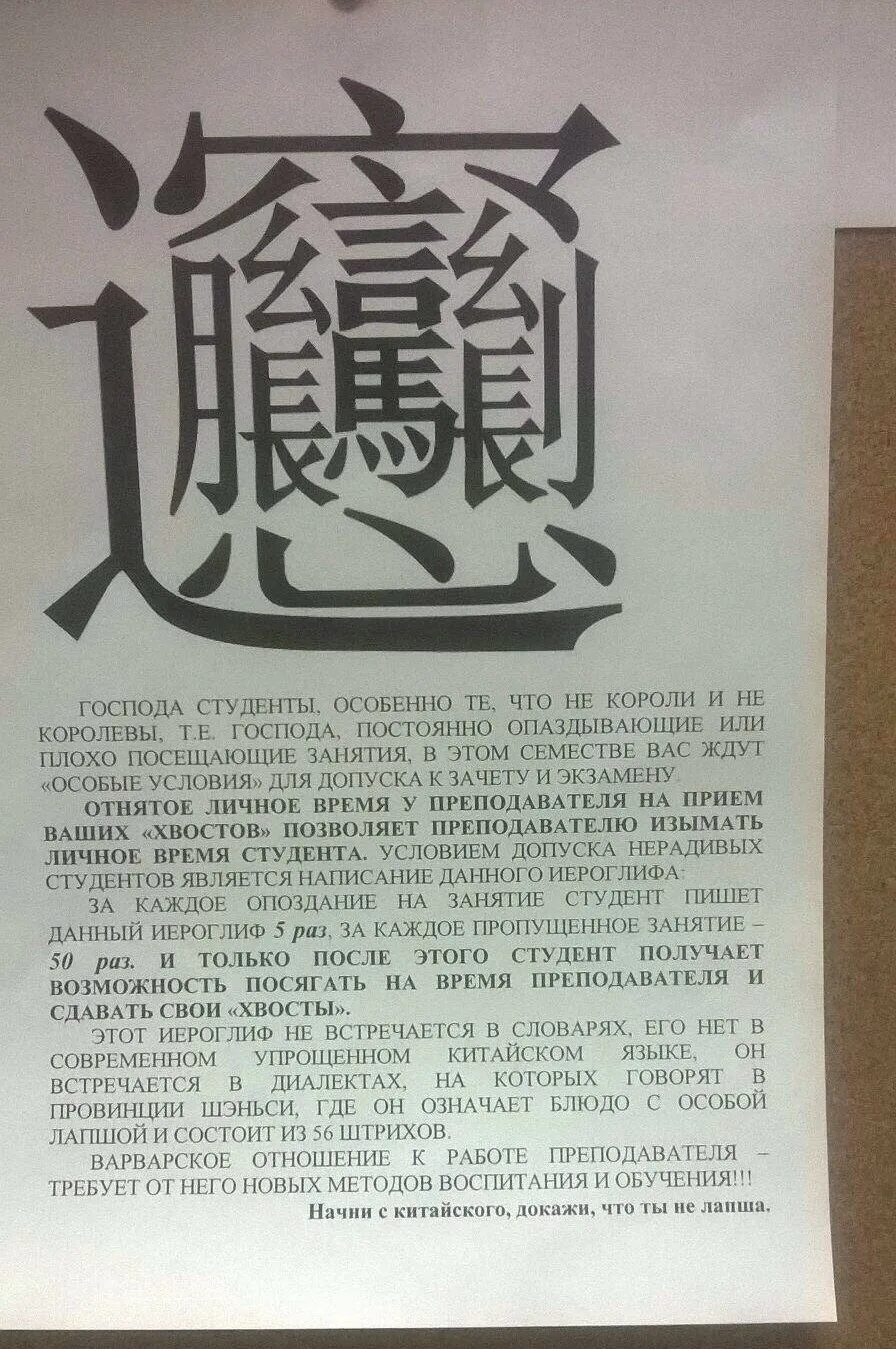 𰻞
ГОСПОДА СТУДЕНТЫ, ОСОБЕННО ТЕ, ЧТО НЕ КОРОЛИ И НЕ
КОРОЛЕВЫ, Т.Е. ГОСПОДА, ПОСТОЯННО ОПАЗДЫВАЮЩИЕ ИЛИ
ПЛОХО ПОСЕЩАЮЩИЕ ЗАНЯТИЯ, В ЭТОМ СЕМЕСТВЕ ВАС ЖДУТ
«ОСОБЫЕ УСЛОВИЯ» ДЛЯ ДОПУСКА К ЗАЧЕТУ И ЭКЗАМЕНУ.
ОТНЯТОЕ ЛИЧНОЕ ВРЕМЯ У ПРЕПОДАВАТЕЛЯ НА ПРИЕМ
ВАШИХ «ХВОСТОВ» ПОЗВОЛЯЕТ ПРЕПОДАВАТЕЛЮ ИЗЫМАТЬ
ЛИЧНОЕ ВРЕМЯ СТУДЕНТА. УСЛОВИЕМ ДОПУСКА НЕРАДИВЫХ
СТУДЕНТОВ ЯВЛЯЕТСЯ НАПИСАНИЕ ДАННОГО ИЕРОГЛИФА:
ЗА КАЖДОЕ ОПОЗДАНИЕ НА ЗАНЯТИЕ СТУДЕНТ ПИШЕТ
ДАННЫЙ ИЕРОГЛИФ 5 раз, ЗА КАЖДОЕ ПРОПУЩЕННОЕ ЗАНЯТИЕ –
50 раз. И ТОЛЬКО ПОСЛЕ ЭТОГО СТУДЕНТ ПОЛУЧАЕТ
ВОЗМОЖНОСТЬ ПОСЯГАТЬ НА ВРЕМЯ ПРЕПОДАВАТЕЛЯ И
СДАВАТЬ СВОИ «ХВОСТЫ».
ЭТОТ ИЕРОГЛИФ НЕ ВСТРЕЧАЕТСЯ В СЛОВАРЯХ, ЕГО НЕТ В
СОВРЕМЕННОМ УПРОЩЕННОМ КИТАЙСКОМ ЯЗЫКЕ, ОН
ВСТРЕЧАЕТСЯ В ДИАЛЕКТАХ, НА КОТОРЫХ ГОВОРЯТ В
ПРОВИНЦИИ ШЭНЬСИ, ГДЕ ОН ОЗНАЧАЕТ БЛЮДО С ОСОБОЙ
ЛАПШОЙ И СОСТОИТ ИЗ 56 ШТРИХОВ.
ВАРВАРСКОЕ ОТНОШЕНИЕ К РАБОТЕ ПРЕПОДАВАТЕЛЯ –
ТРЕБУЕТ ОТ НЕГО НОВЫХ МЕТОДОВ ВОСПИТАНИЯ И ОБУЧЕНИЯ!!!
Начни с китайского, докажи, что ты не лапша.